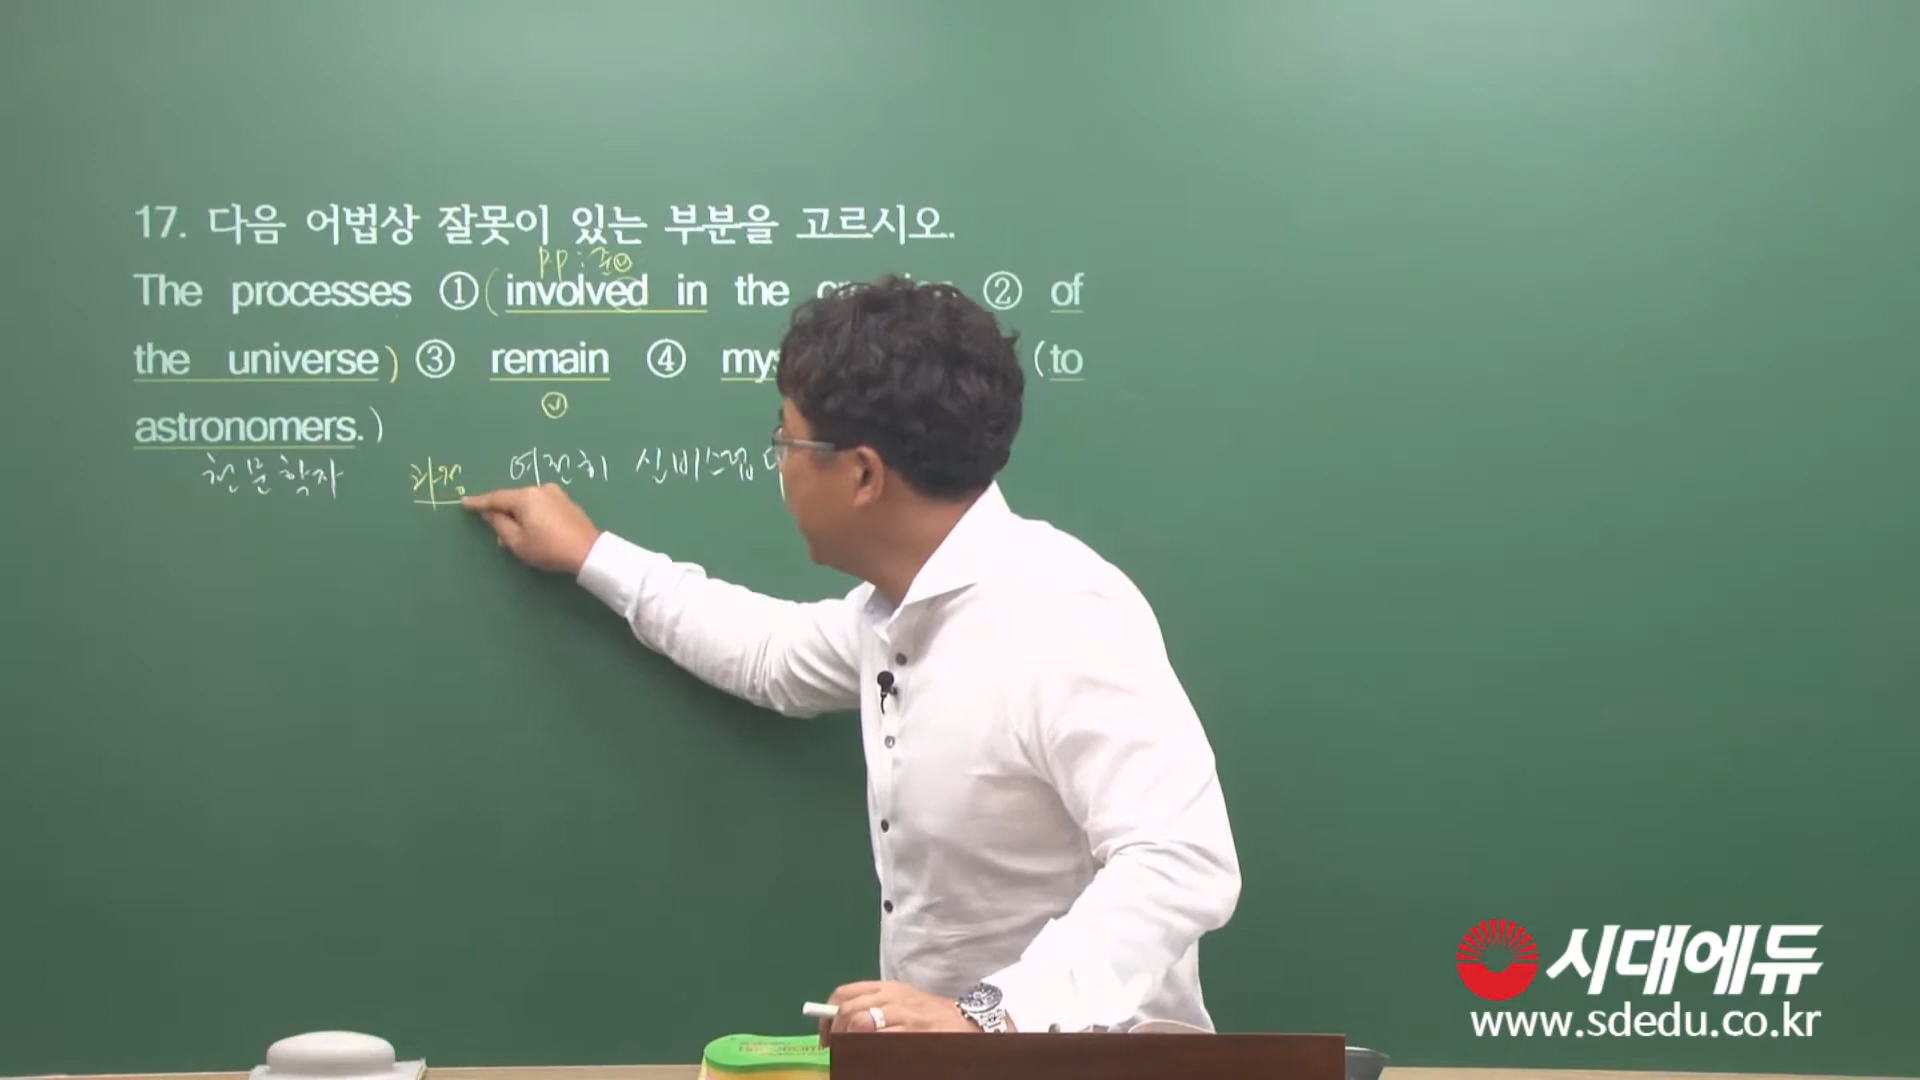 17. 다음 어법상 잘못이 있는 부분을 고르시오.
pp:
The processes ① (involved in the ② of
the universe) ③ remain ④ (to
astronomers.)
천문학자 과정 여전히 신비스럽다
시대에듀
www.sdedu.co.kr